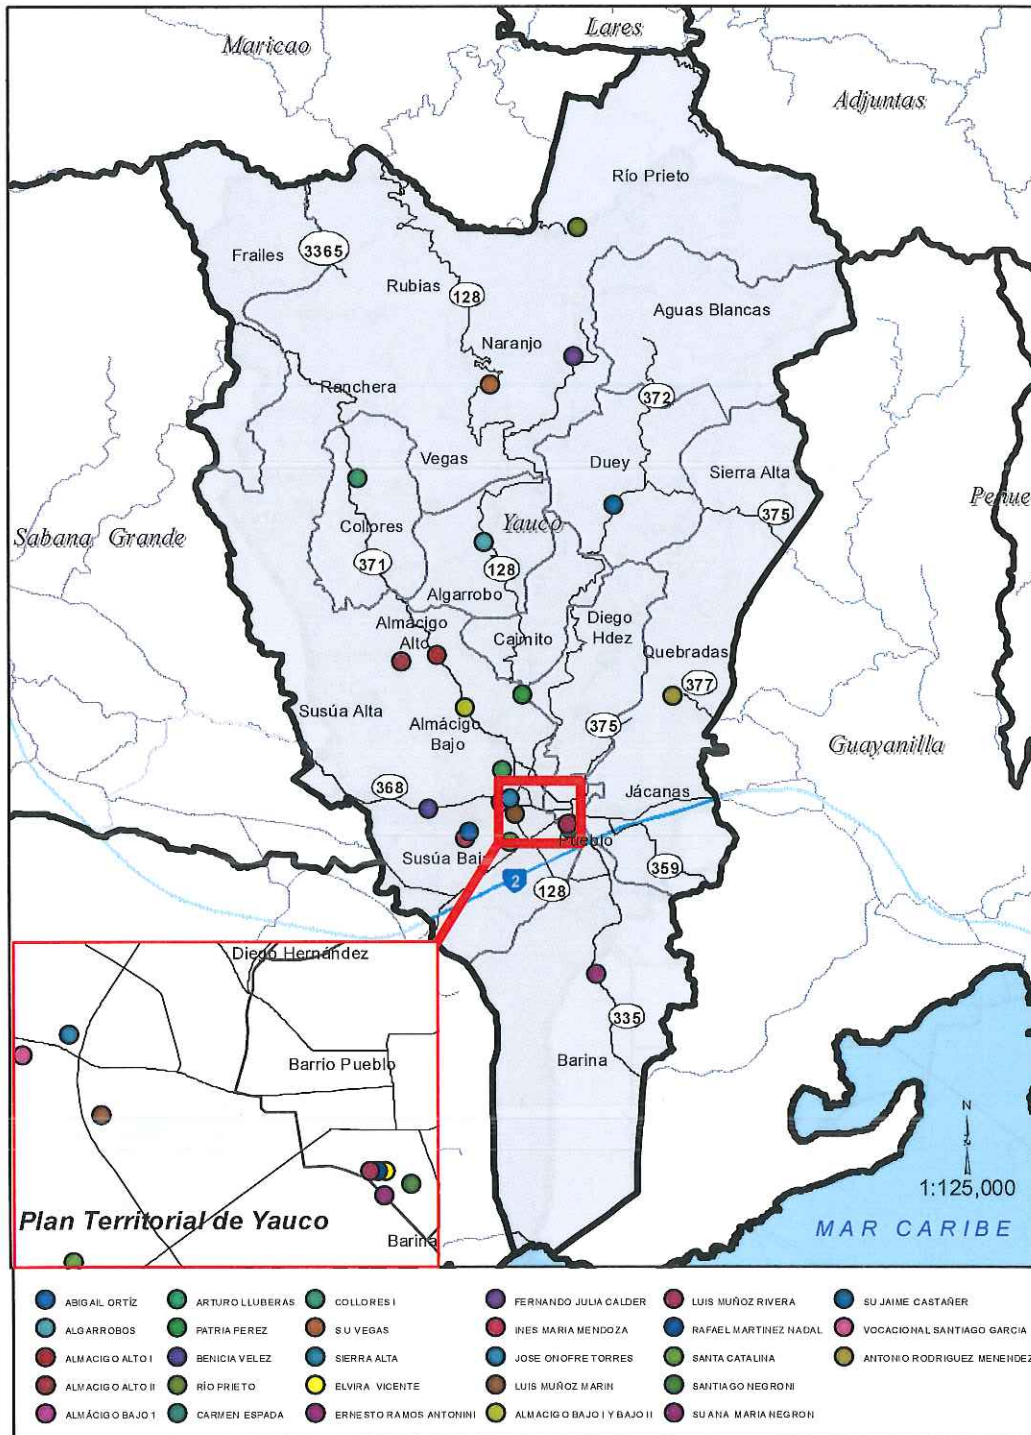 Lares
Maricao
Adjuntas
Río Prieto
Frailes
3365
Rubias
128
Aguas Blancas
Naranjo
Ranchera
372
Vegas
Duey
Sierra Alta
375
Sabana Grande
Collores
Yauco
371
128
Algarrobo
Almácigo
Alto
Caimito
Diego
Hdez
Quebradas
377
Susúa Alta
Almácigo
Bajo
375
Guayanilla
368
Jácanas
Pueblo
Susúa Baja
359
2
128
335
Barina
Diego Hernández
Barrio Pueblo
Plan Territorial de Yauco
Barina
N
1:125,000
MAR CARIBE
ABIGAIL ORTÍZ
ALGARROBOS
ALMACIGO ALTO I
ALMACIGO ALTO II
ALMÁCIGO BAJO 1
ARTURO LLUBERAS
PATRIA PEREZ
BENICIA VELEZ
RÍO PRIETO
CARMEN ESPADA
COLLORES I
S U VEGAS
SIERRA ALTA
ELVIRA VICENTE
ERNESTO RAMOS ANTONINI
FERNANDO JULIA CALDER
INES MARIA MENDOZA
JOSE ONOFRE TORRES
LUIS MUÑOZ MARIN
ALMACIGO BAJO I Y BAJO II
LUIS MUÑOZ RIVERA
RAFAEL MARTINEZ NADAL
SANTA CATALINA
SANTIAGO NEGRONI
SU ANA MARIA NEGRON
SU JAIME CASTAÑER
VOCACIONAL SANTIAGO GARCIA
ANTONIO RODRIGUEZ MENENDEZ